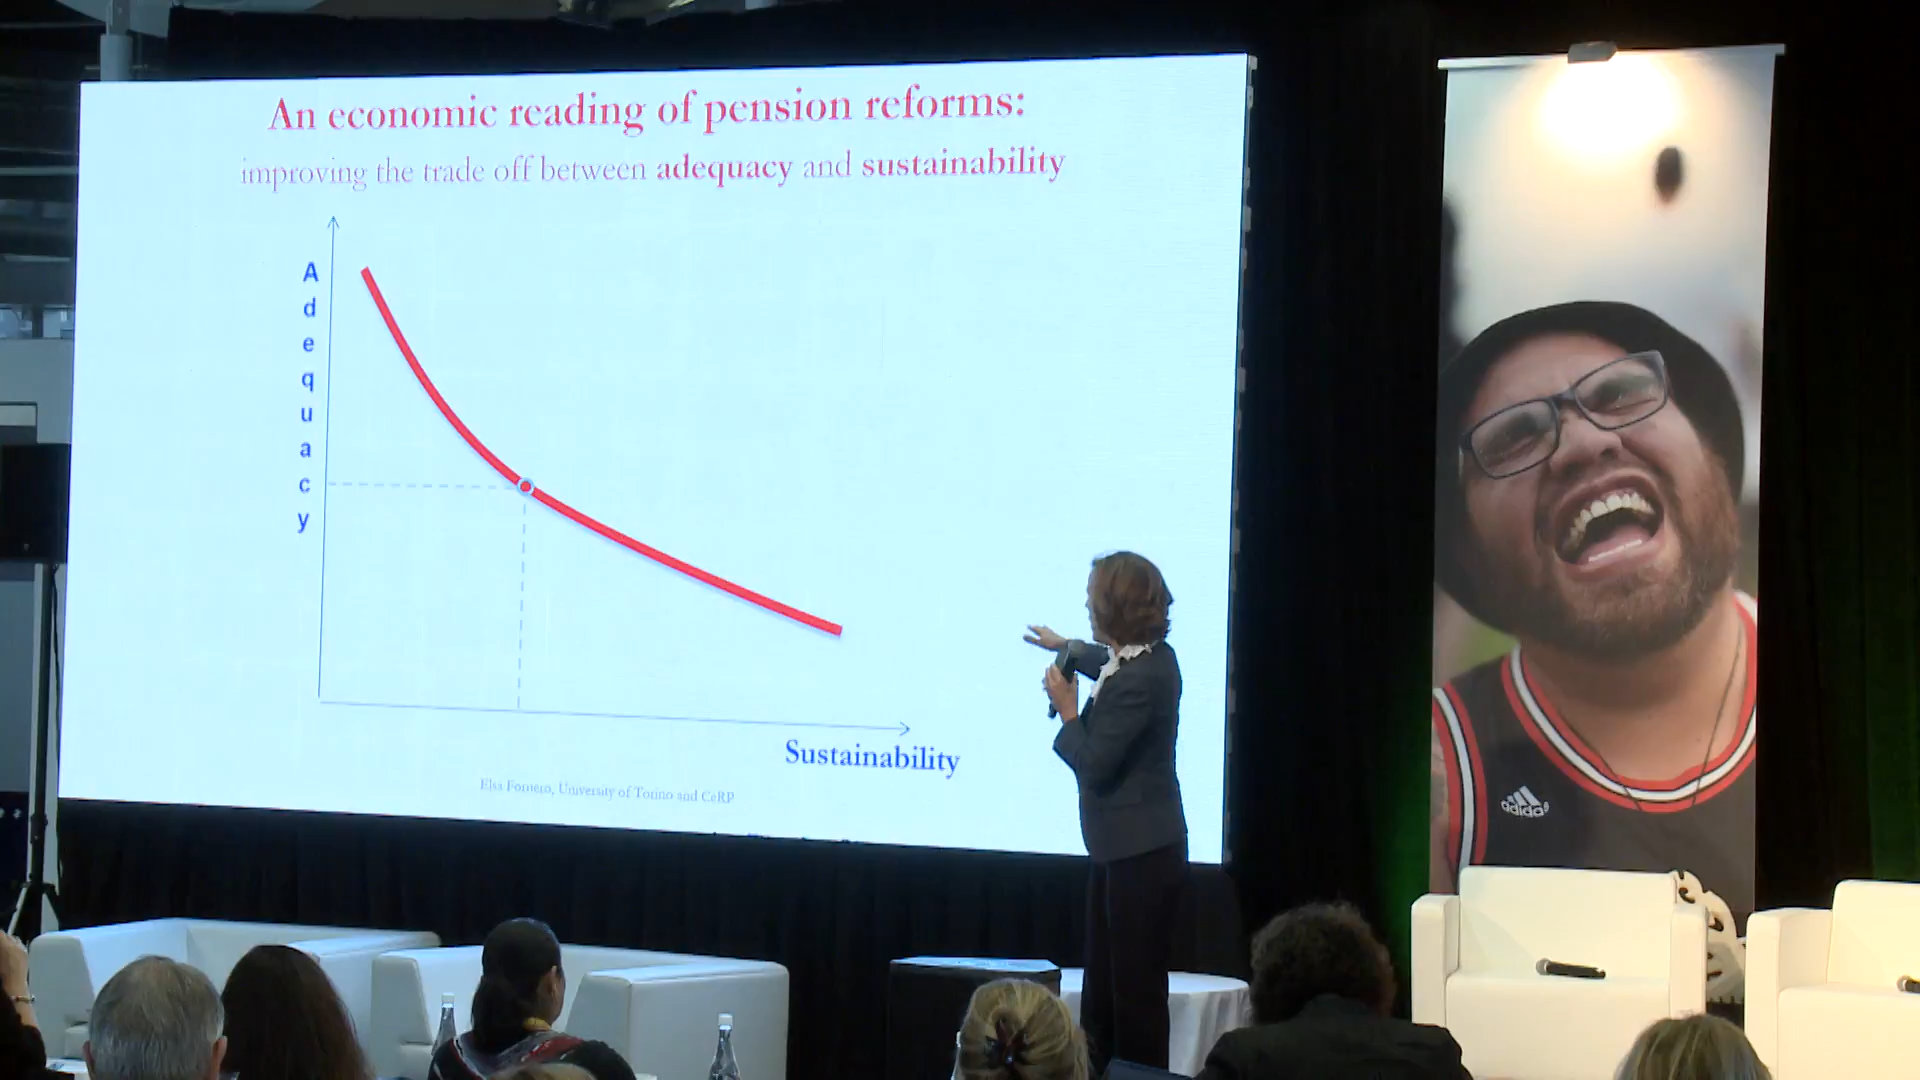 An economic reading of pension reforms:
improving the trade off between adequacy and sustainability
Adequacy
Sustainability
Elsa Fornero, University of Torino and CeRP
adidas